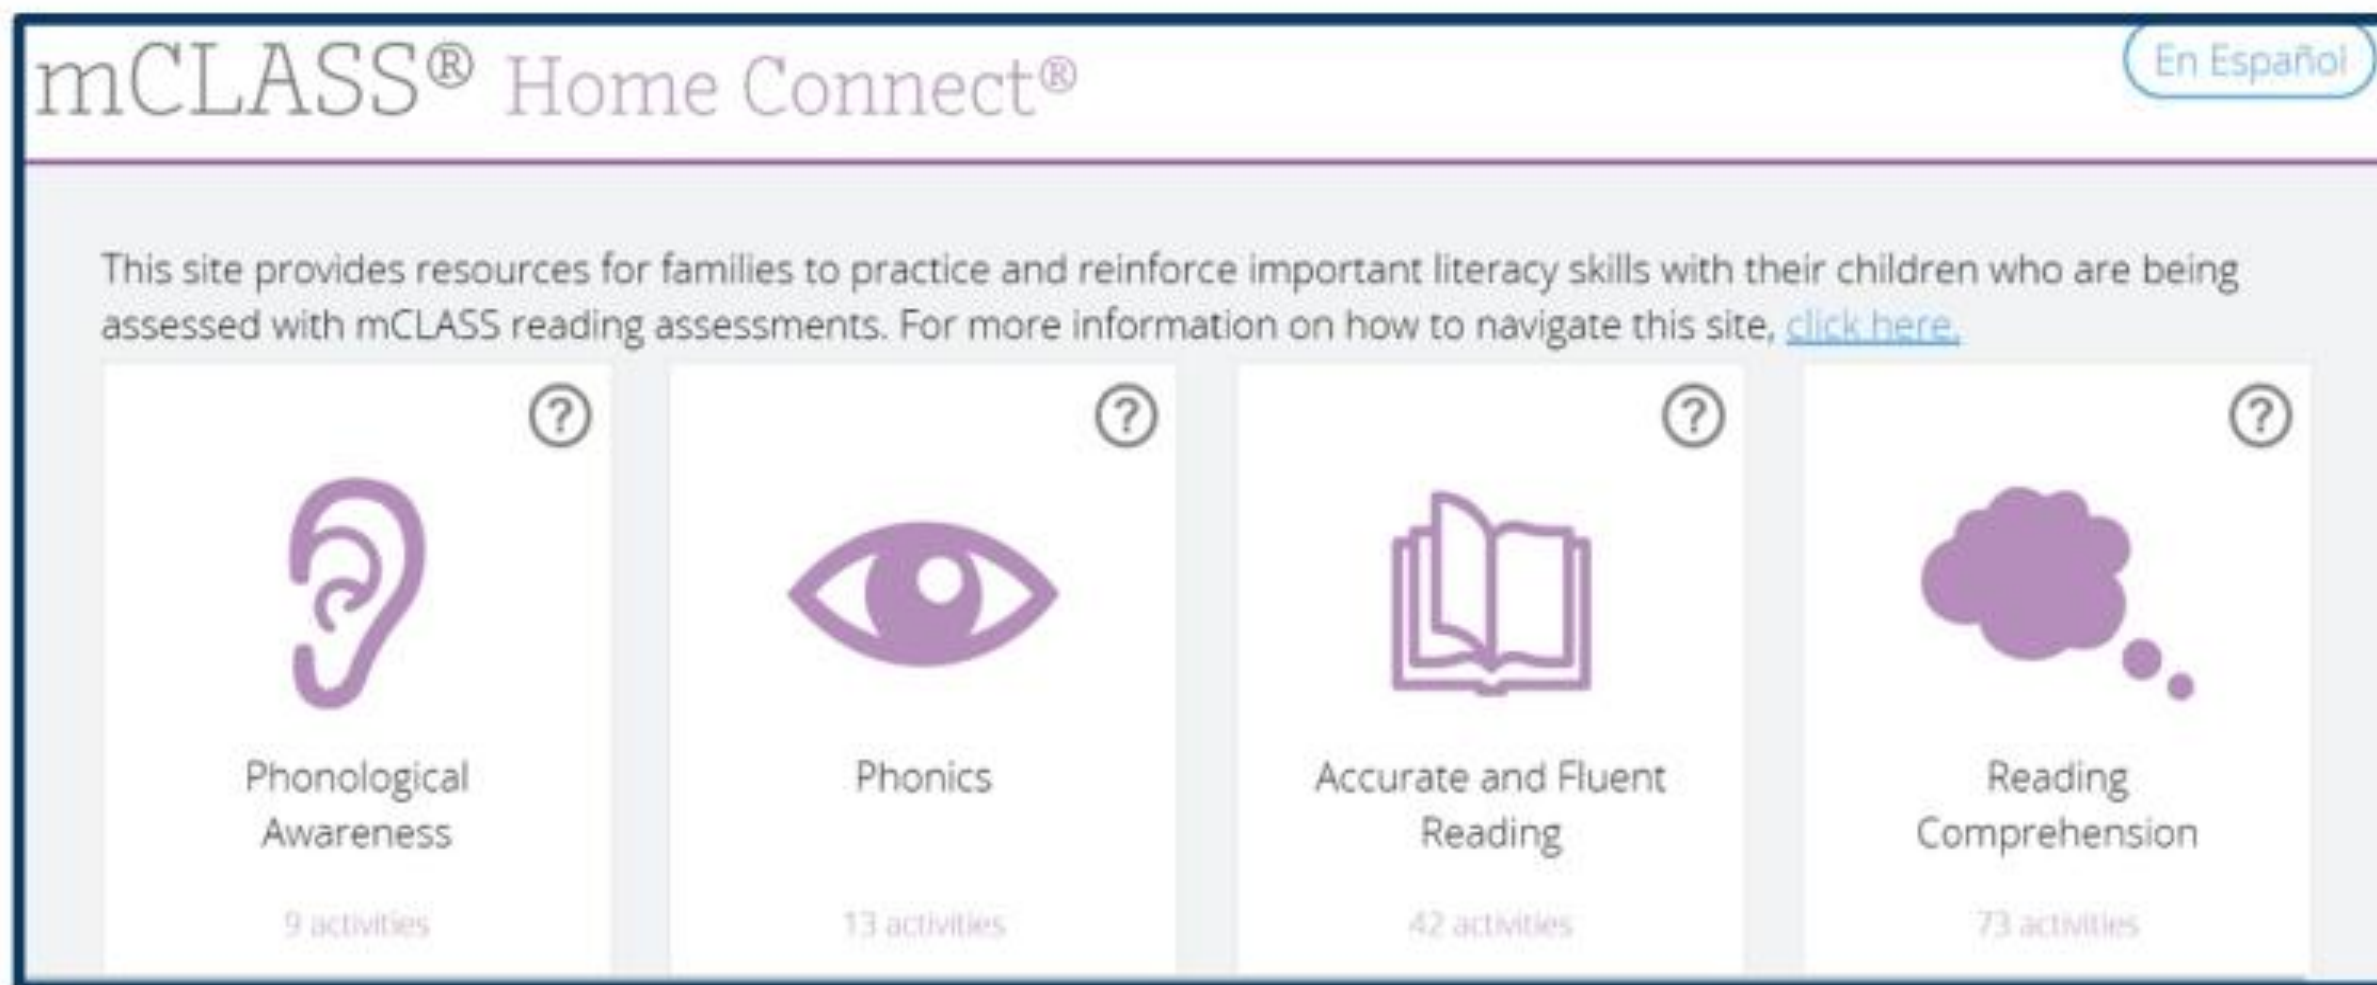 mCLASS® Home Connect®
En Español
This site provides resources for families to practice and reinforce important literacy skills with their children who are being
assessed with mCLASS reading assessments. For more information on how to navigate this site, click here.
?
?
?
?
Phonological
Awareness
9 activities
Phonics
13 activities
Accurate and Fluent
Reading
42 activities
Reading
Comprehension
73 activities